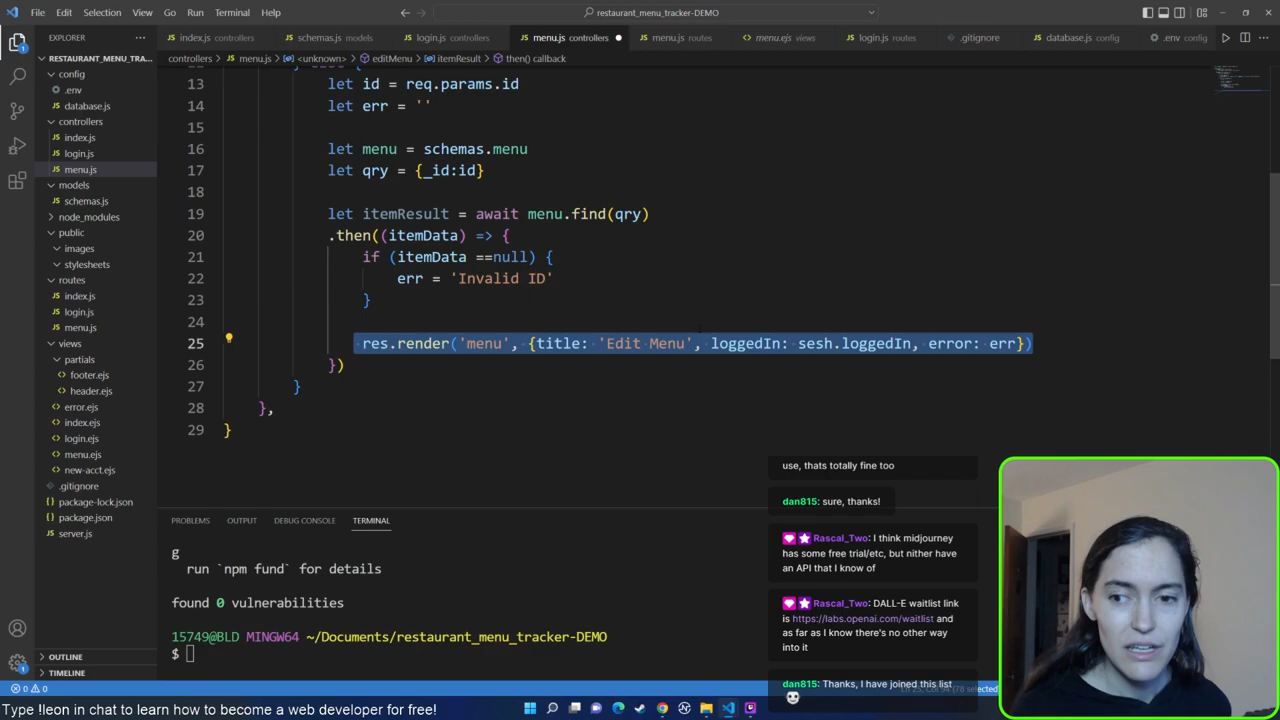 File Edit Selection View Go Run Terminal Help
restaurant_menu_tracker-DEMO
EXPLORER
index.js controllers
schemas.js models
login.js controllers
menu.js controllers
menu.js routes
menu.ejs views
login.js routes
.gitignore
database.js config
.env config
controllers > menu.js > <unknown> > editMenu > itemResult > then() callback
RESTAURANT_MENU_TRA...
config
.env
database.js
controllers
index.js
login.js
menu.js
models
schemas.js
node_modules
public
images
stylesheets
routes
index.js
login.js
menu.js
views
partials
footer.ejs
header.ejs
error.ejs
index.ejs
login.ejs
menu.ejs
new-acct.ejs
.gitignore
package-lock.json
package.json
server.js
OUTLINE
TIMELINE
13 let id = req.params.id
14 let err = ''
15
16 let menu = schemas.menu
17 let qry = {_id:id}
18
19 let itemResult = await menu.find(qry)
20 .then((itemData) => {
21 if (itemData ==null) {
22 err = 'Invalid ID'
23 }
24
25 res.render('menu', {title: 'Edit Menu', loggedIn: sesh.loggedIn, error: err})
26 })
27 }
28 },
29 }
PROBLEMS OUTPUT DEBUG CONSOLE TERMINAL
g
run `npm fund` for details
found 0 vulnerabilities
15749@BLD MINGW64 ~/Documents/restaurant_menu_tracker-DEMO
$
use, thats totally fine too
dan815: sure, thanks!
Rascal_Two: I think midjourney
has some free trial/etc, but nither have
an API that I know of
Rascal_Two: DALL-E waitlist link
is https://labs.openai.com/waitlist and
as far as I know there's no other way
into it
dan815: Thanks, I have joined this list
0 0
Type !leon in chat to learn how to become a web developer for free!